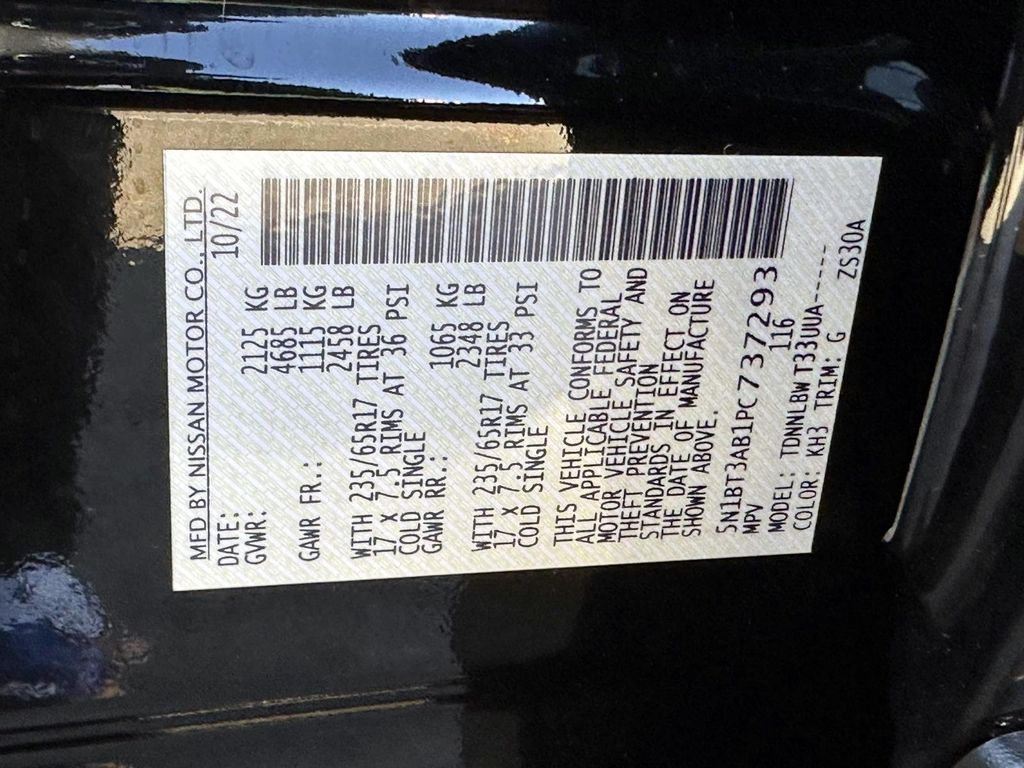 MFD BY NISSAN MOTOR CO., LTD.
DATE: 10/22
GVWR: 2125 KG
4685 LB
GAWR FR.: 1115 KG
2458 LB
WITH 235/65R17 TIRES
17 X 7.5 RIMS AT 36 PSI
COLD SINGLE
GAWR RR.: 1065 KG
2348 LB
WITH 235/65R17 TIRES
17 X 7.5 RIMS AT 33 PSI
COLD SINGLE
THIS VEHICLE CONFORMS TO
ALL APPLICABLE FEDERAL
MOTOR VEHICLE SAFETY AND
THEFT PREVENTION
STANDARDS IN EFFECT ON
THE DATE OF MANUFACTURE
SHOWN ABOVE.
5N1BT3AB1PC737293
MPV 116
MODEL: TDNNLBW T33UUA-----
COLOR: KH3 TRIM: G ZS30A